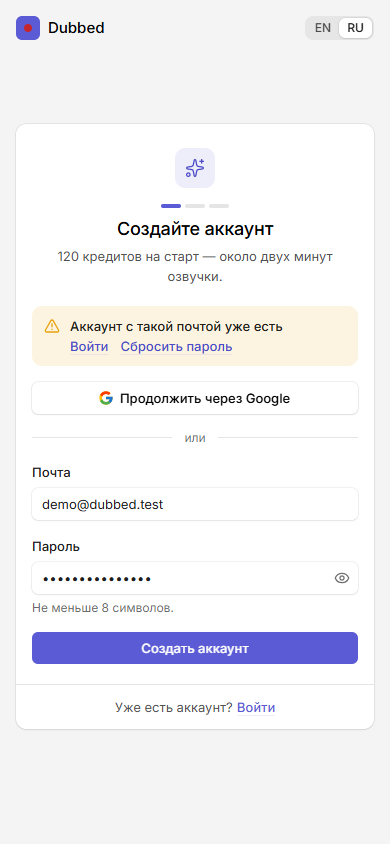 Dubbed
EN
RU
Создайте аккаунт
120 кредитов на старт — около двух минут
озвучки.
Аккаунт с такой почтой уже есть
Войти Сбросить пароль
Продолжить через Google
или
Почта
demo@dubbed.test
Пароль
•••••••••••••••
Не меньше 8 символов.
Создать аккаунт
Уже есть аккаунт? Войти